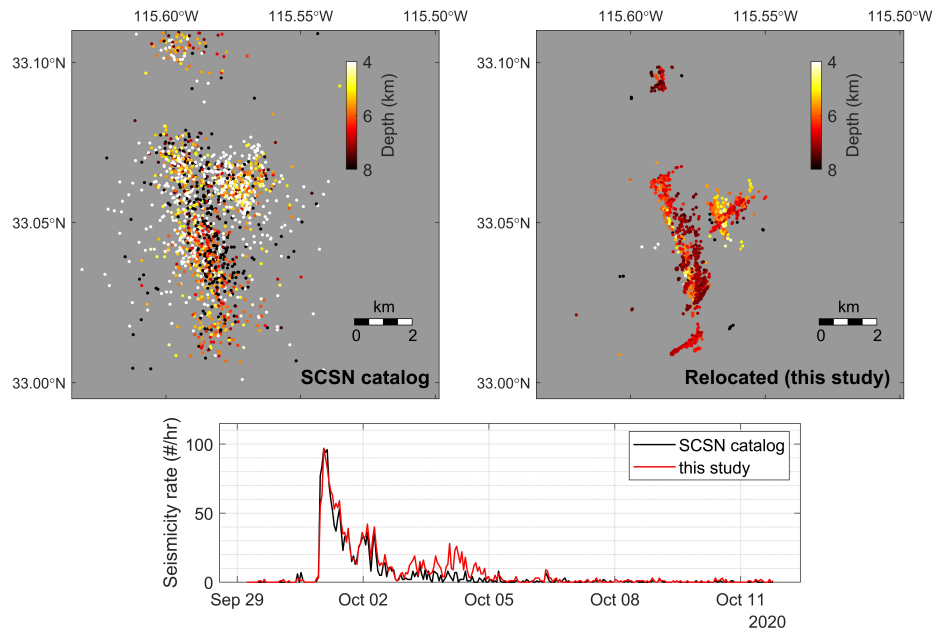 115.60°W 115.55°W 115.50°W
33.10°N
33.05°N
33.00°N
4
6
8
Depth (km)
km
0 2
SCSN catalog
115.60°W 115.55°W 115.50°W
33.10°N
33.05°N
33.00°N
4
6
8
Depth (km)
km
0 2
Relocated (this study)
Seismicity rate (#/hr)
100
50
0
SCSN catalog
this study
Sep 29 Oct 02 Oct 05 Oct 08 Oct 11
2020